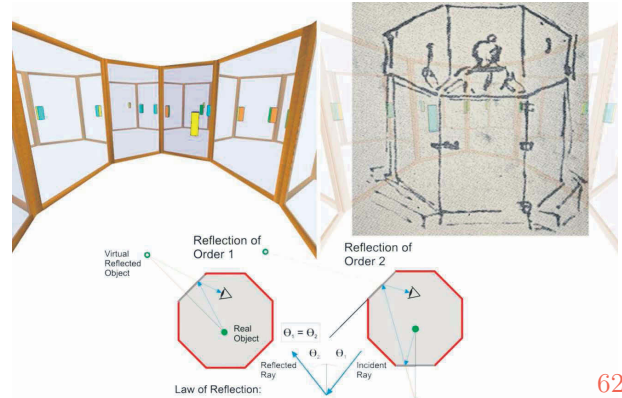 Reflection of
Order 1
Reflection of
Order 2
Virtual
Reflected
Object
Real
Object
Θ₁ = Θ₂
Θ₂
Θ₁
Reflected
Ray
Incident
Ray
Law of Reflection:
62